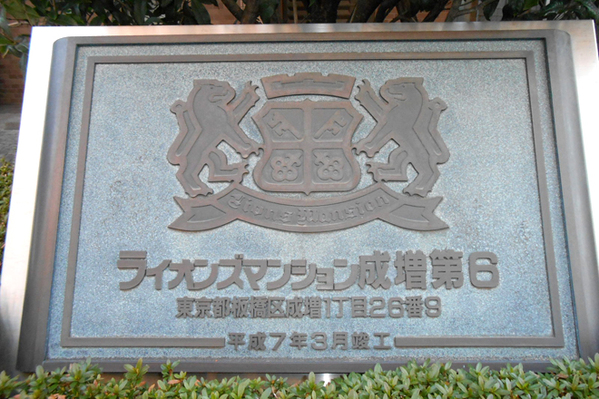 Lions Mansion
ライオンズマンション成増第6
東京都板橋区成増1丁目26番9
平成7年3月竣工